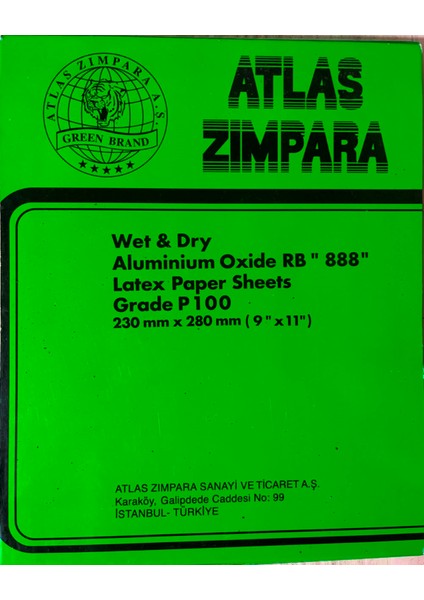 ATLAS ZIMPARA A.Ş.
GREEN BRAND
ATLAS
ZIMPARA
Wet & Dry
Aluminium Oxide RB " 888"
Latex Paper Sheets
Grade P100
230 mm x 280 mm ( 9 " x 11" )
ATLAS ZIMPARA SANAYİ VE TİCARET A.Ş.
Karaköy, Galipdede Caddesi No: 99
İSTANBUL- TÜRKİYE